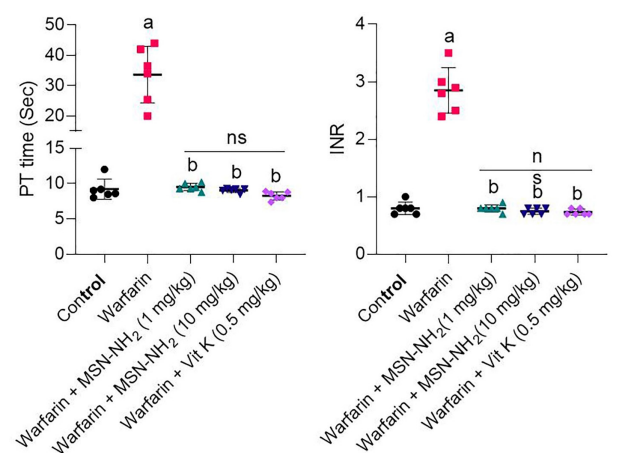 50
40
30
20
15
10
5
0
PT time (Sec)
a
ns
b
b
b
Control
Warfarin
Warfarin + MSN-NH2 (1 mg/kg)
Warfarin + MSN-NH2 (10 mg/kg)
Warfarin + Vit K (0.5 mg/kg)
4
3
2
1
0
INR
a
n
s
b
b
b
Control
Warfarin
Warfarin + MSN-NH2 (1 mg/kg)
Warfarin + MSN-NH2(10 mg/kg)
Warfarin + Vit K (0.5 mg/kg)